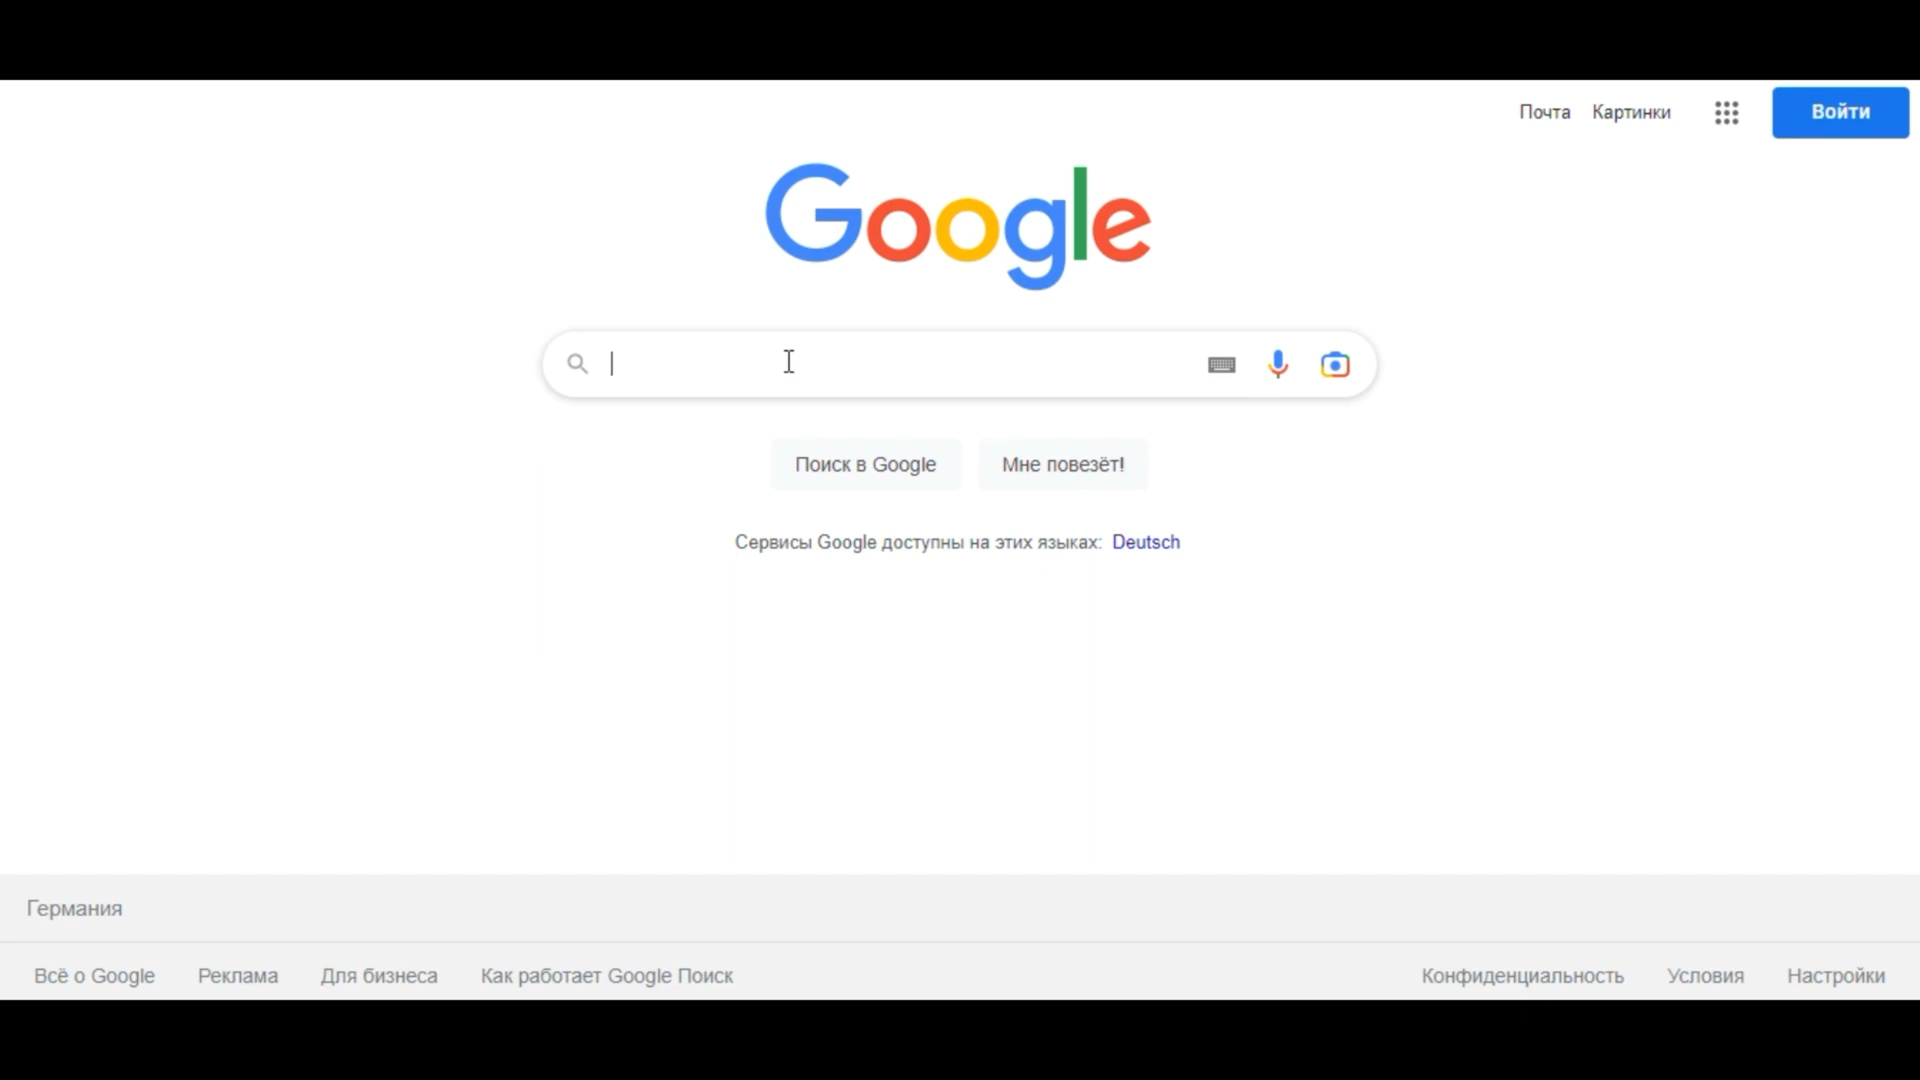 Почта Картинки Войти
Google
Поиск в Google Мне повезёт!
Сервисы Google доступны на этих языках: Deutsch
Германия
Всё о Google Реклама Для бизнеса Как работает Google Поиск Конфиденциальность Условия Настройки